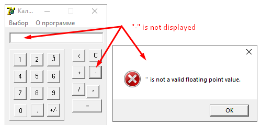 Кал...
Выбор О программе
"." is not displayed
C
1 2 3
4 5 6
7 8 9
0 . +/-
'' is not a valid floating point value.
OK